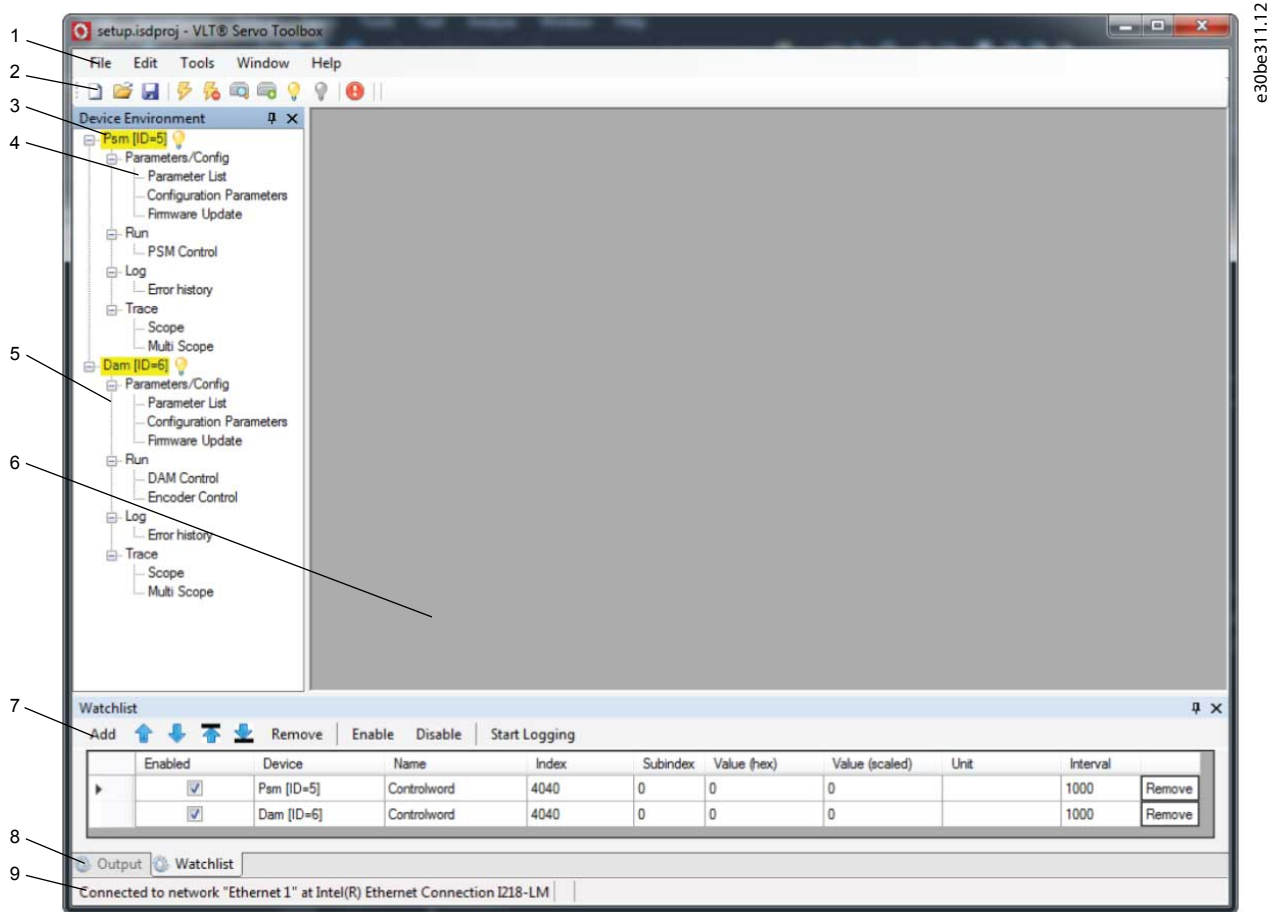 e30be311.12
setup.isdproj - VLT® Servo Toolbox
1
File Edit Tools Window Help
2
3
Device Environment
Psm [ID=5]
4
Parameters/Config
Parameter List
Configuration Parameters
Firmware Update
Run
PSM Control
Log
Error history
Trace
Scope
Multi Scope
5
Dam [ID=6]
Parameters/Config
Parameter List
Configuration Parameters
Firmware Update
6
Run
DAM Control
Encoder Control
Log
Error history
Trace
Scope
Multi Scope
7
Watchlist
Add Remove Enable Disable Start Logging
Enabled Device Name Index Subindex Value (hex) Value (scaled) Unit Interval
Psm [ID=5] Controlword 4040 0 0 0 1000 Remove
Dam [ID=6] Controlword 4040 0 0 0 1000 Remove
8
Output Watchlist
9
Connected to network "Ethernet 1" at Intel(R) Ethernet Connection I218-LM